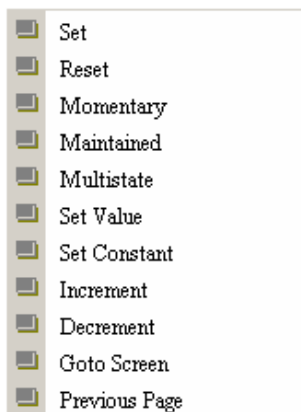 Set
Reset
Momentary
Maintained
Multistate
Set Value
Set Constant
Increment
Decrement
Goto Screen
Previous Page